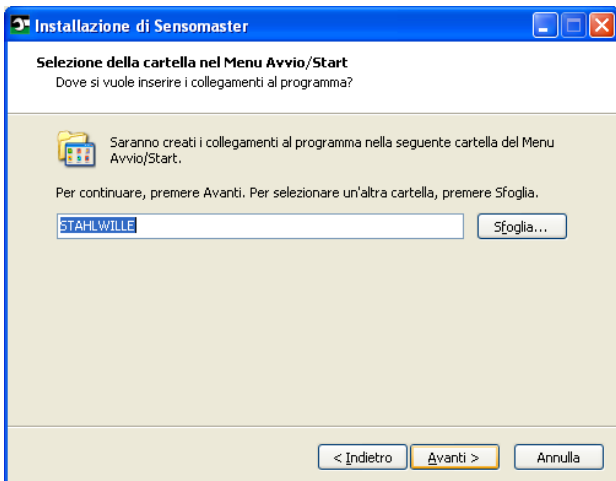 Installazione di Sensomaster
Selezione della cartella nel Menu Avvio/Start
Dove si vuole inserire i collegamenti al programma?
Saranno creati i collegamenti al programma nella seguente cartella del Menu
Avvio/Start.
Per continuare, premere Avanti. Per selezionare un'altra cartella, premere Sfoglia.
STAHLWILLE
Sfoglia...
< Indietro
Avanti >
Annulla